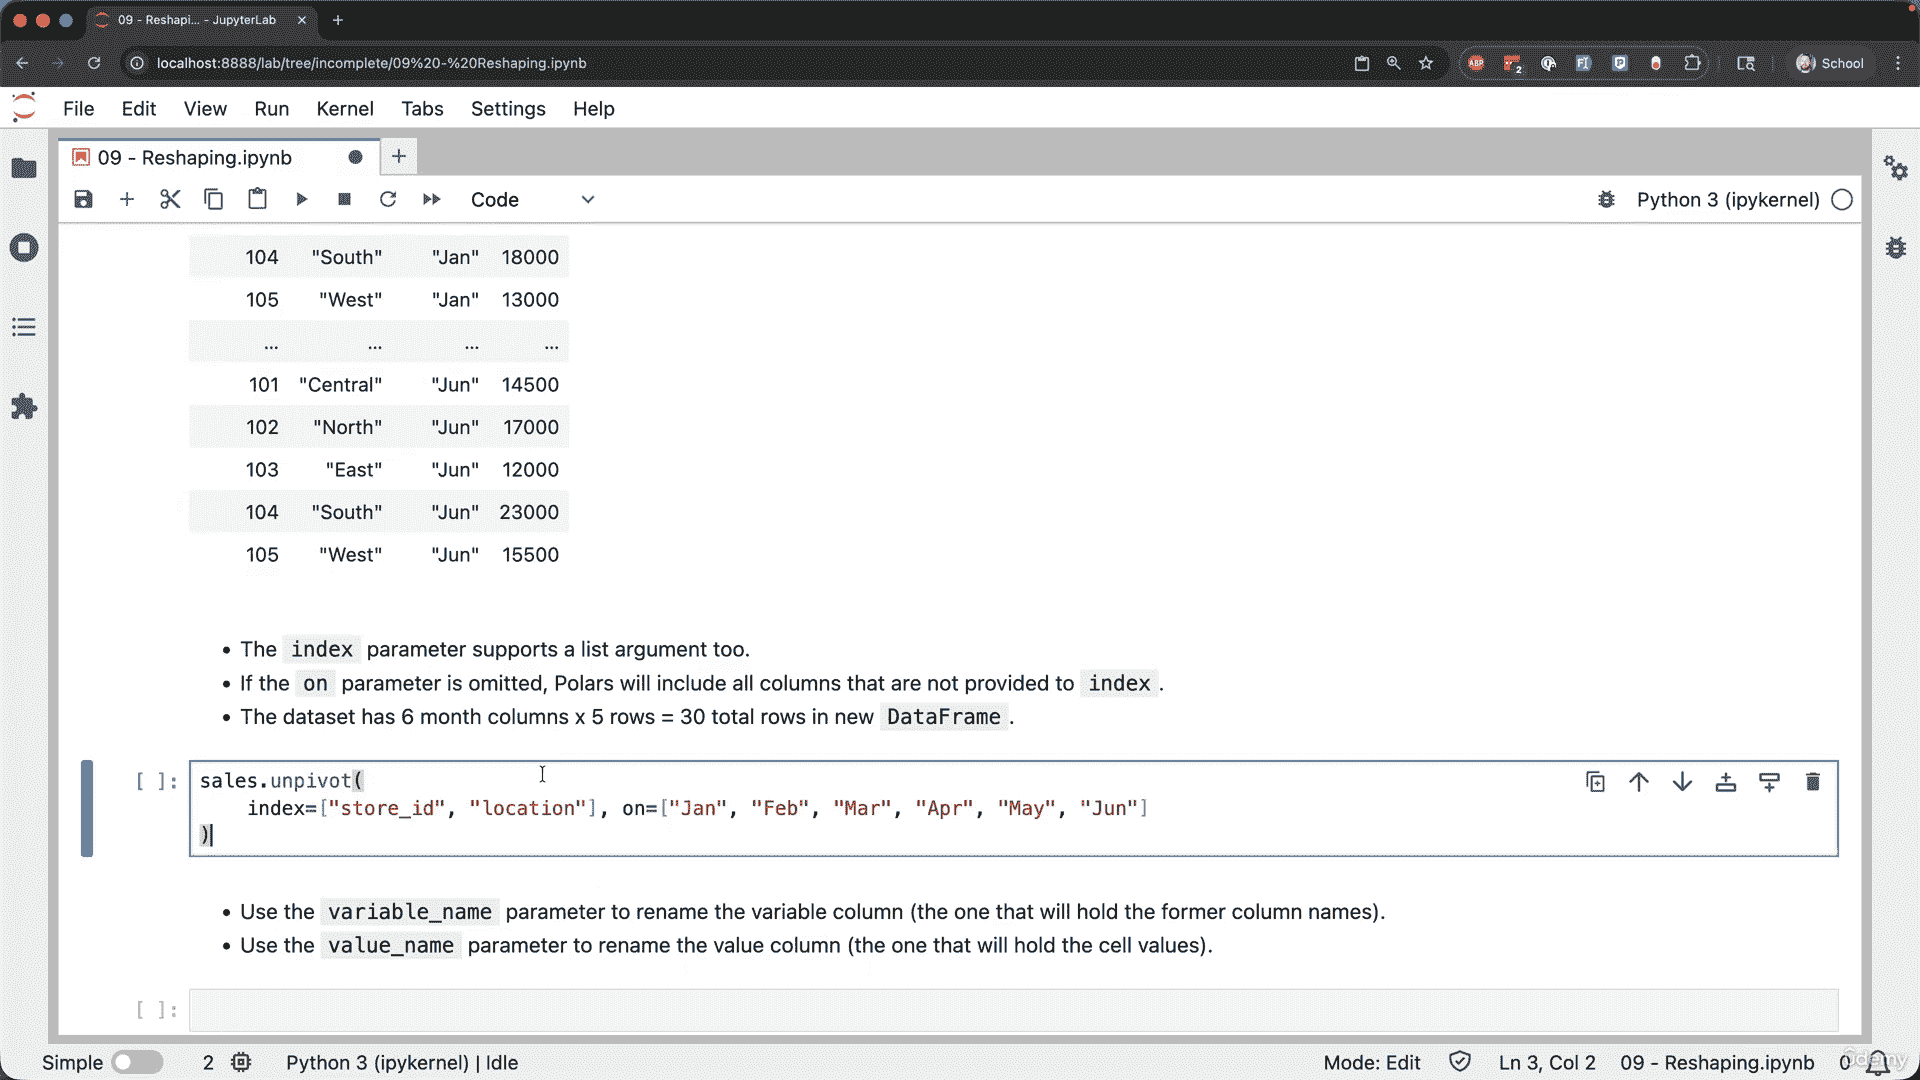 09 - Reshapi... - JupyterLab
localhost:8888/lab/tree/incomplete/09%20-%20Reshaping.ipynb
ABP
2
School
File Edit View Run Kernel Tabs Settings Help
09 - Reshaping.ipynb
Code
Python 3 (ipykernel)
104 "South" "Jan" 18000
105 "West" "Jan" 13000
... ... ... ...
101 "Central" "Jun" 14500
102 "North" "Jun" 17000
103 "East" "Jun" 12000
104 "South" "Jun" 23000
105 "West" "Jun" 15500
• The index parameter supports a list argument too.
• If the on parameter is omitted, Polars will include all columns that are not provided to index .
• The dataset has 6 month columns x 5 rows = 30 total rows in new DataFrame .
[ ]: sales.unpivot(
index=["store_id", "location"], on=["Jan", "Feb", "Mar", "Apr", "May", "Jun"]
)
• Use the variable_name parameter to rename the variable column (the one that will hold the former column names).
• Use the value_name parameter to rename the value column (the one that will hold the cell values).
[ ]:
Simple 2 Python 3 (ipykernel) | Idle Mode: Edit Ln 3, Col 2 09 - Reshaping.ipynb 0
udemy